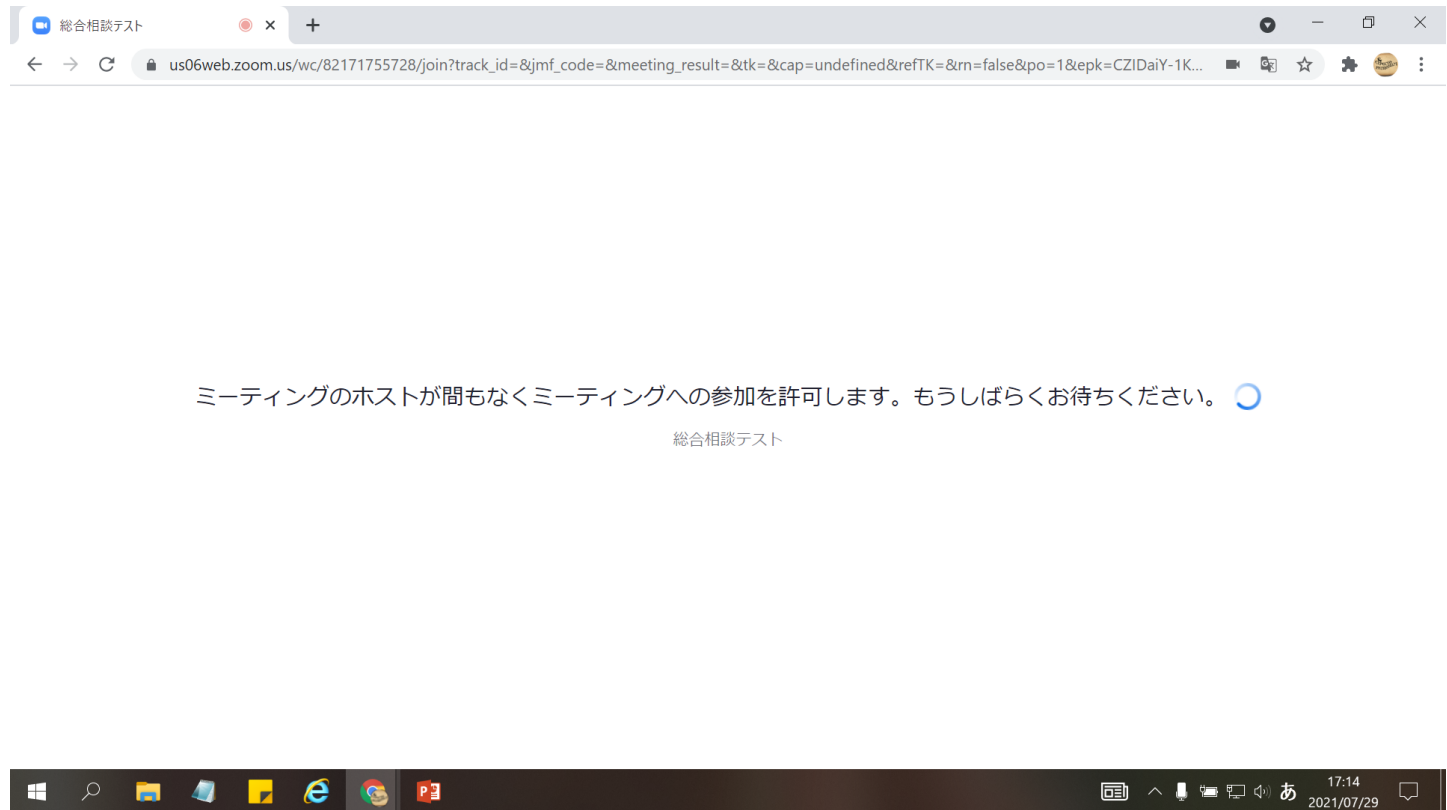 総合相談テスト
us06web.zoom.us/wc/82171755728/join?track_id=&jmf_code=&meeting_result=&tk=&cap=undefined&refTK=&rn=false&po=1&epk=CZIDaiY-1K...
ミーティングのホストが間もなくミーティングへの参加を許可します。もうしばらくお待ちください。
総合相談テスト
あ
17:14
2021/07/29